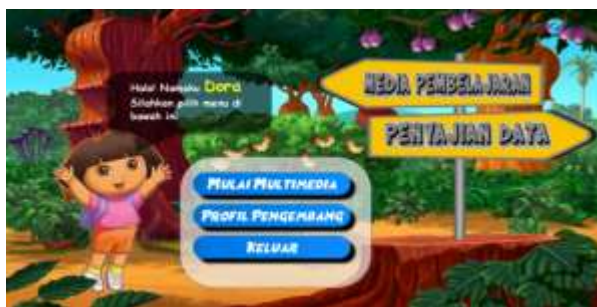 Halo! Namaku Dora
Silahkan pilih menu di
bawah ini
MEDIA PEMBELAJARAN
PENYAJIAN DATA
MULAI MULTIMEDIA
PROFIL PENGEMBANG
KELUAR